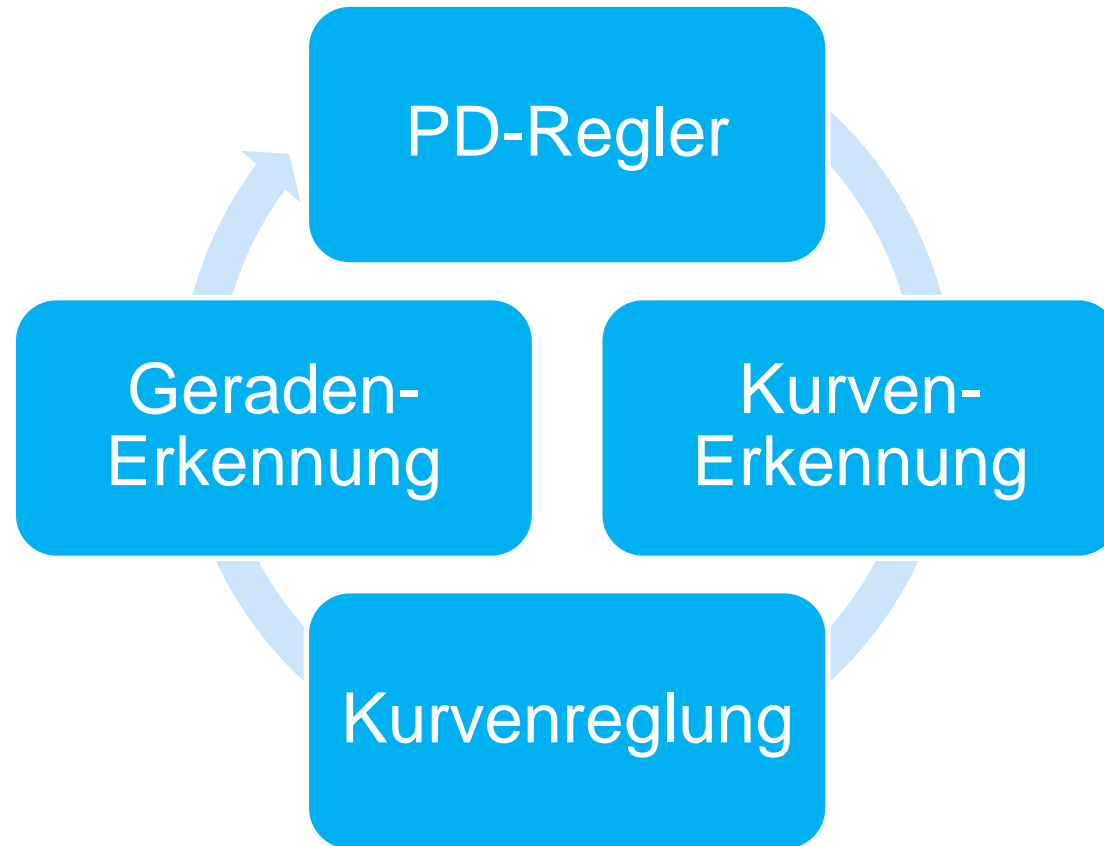 PD-Regler
Geraden-
Erkennung
Kurven-
Erkennung
Kurvenreglung